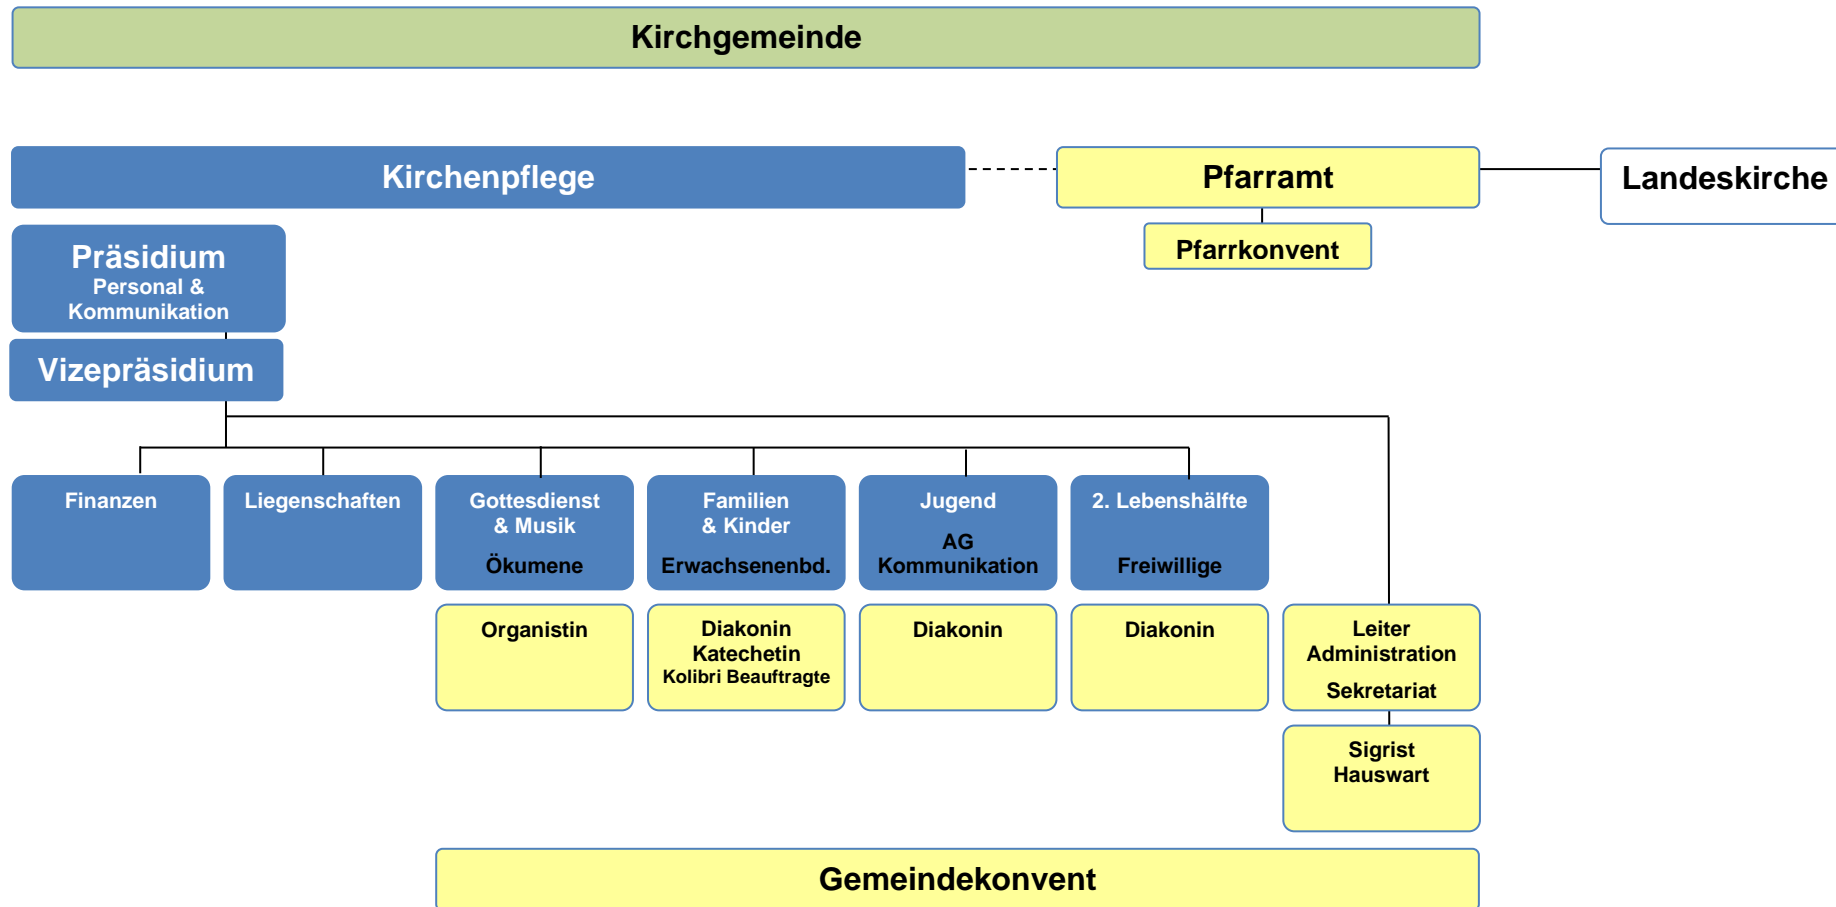 Kirchgemeinde
Kirchenpflege
Pfarramt
Landeskirche
Pfarrkonvent
Präsidium
Personal &
Kommunikation
Vizepräsidium
Finanzen
Liegenschaften
Gottesdienst
& Musik
Ökumene
Familien
& Kinder
Erwachsenenbd.
Jugend
AG
Kommunikation
2. Lebenshälfte
Freiwillige
Organistin
Diakonin
Katechetin
Kolibri Beauftragte
Diakonin
Diakonin
Leiter
Administration
Sekretariat
Sigrist
Hauswart
Gemeindekonvent